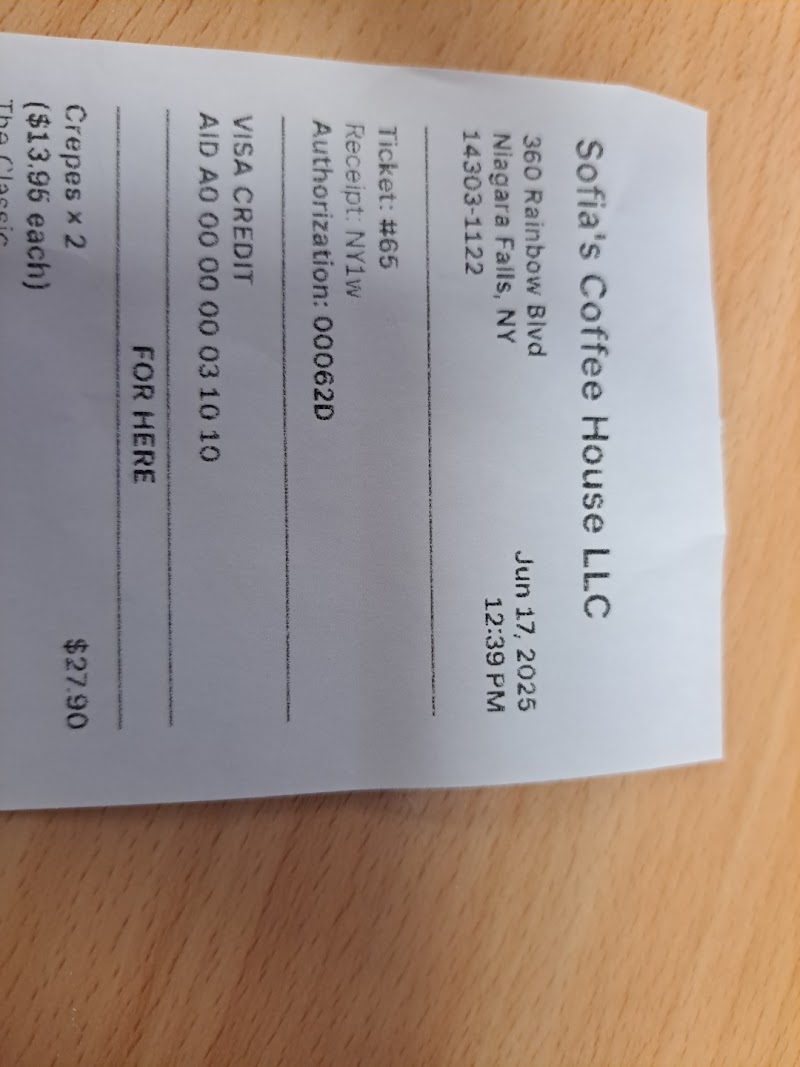 Sofia's Coffee House LLC
360 Rainbow Blvd Jun 17, 2025
Niagara Falls, NY 12:39 PM
14303-1122
Ticket: #65
Receipt: NY1w
Authorization: 00062D
VISA CREDIT
AID A0 00 00 00 03 10 10
FOR HERE
Crepes x 2 $27.90
($13.95 each)
The Classic